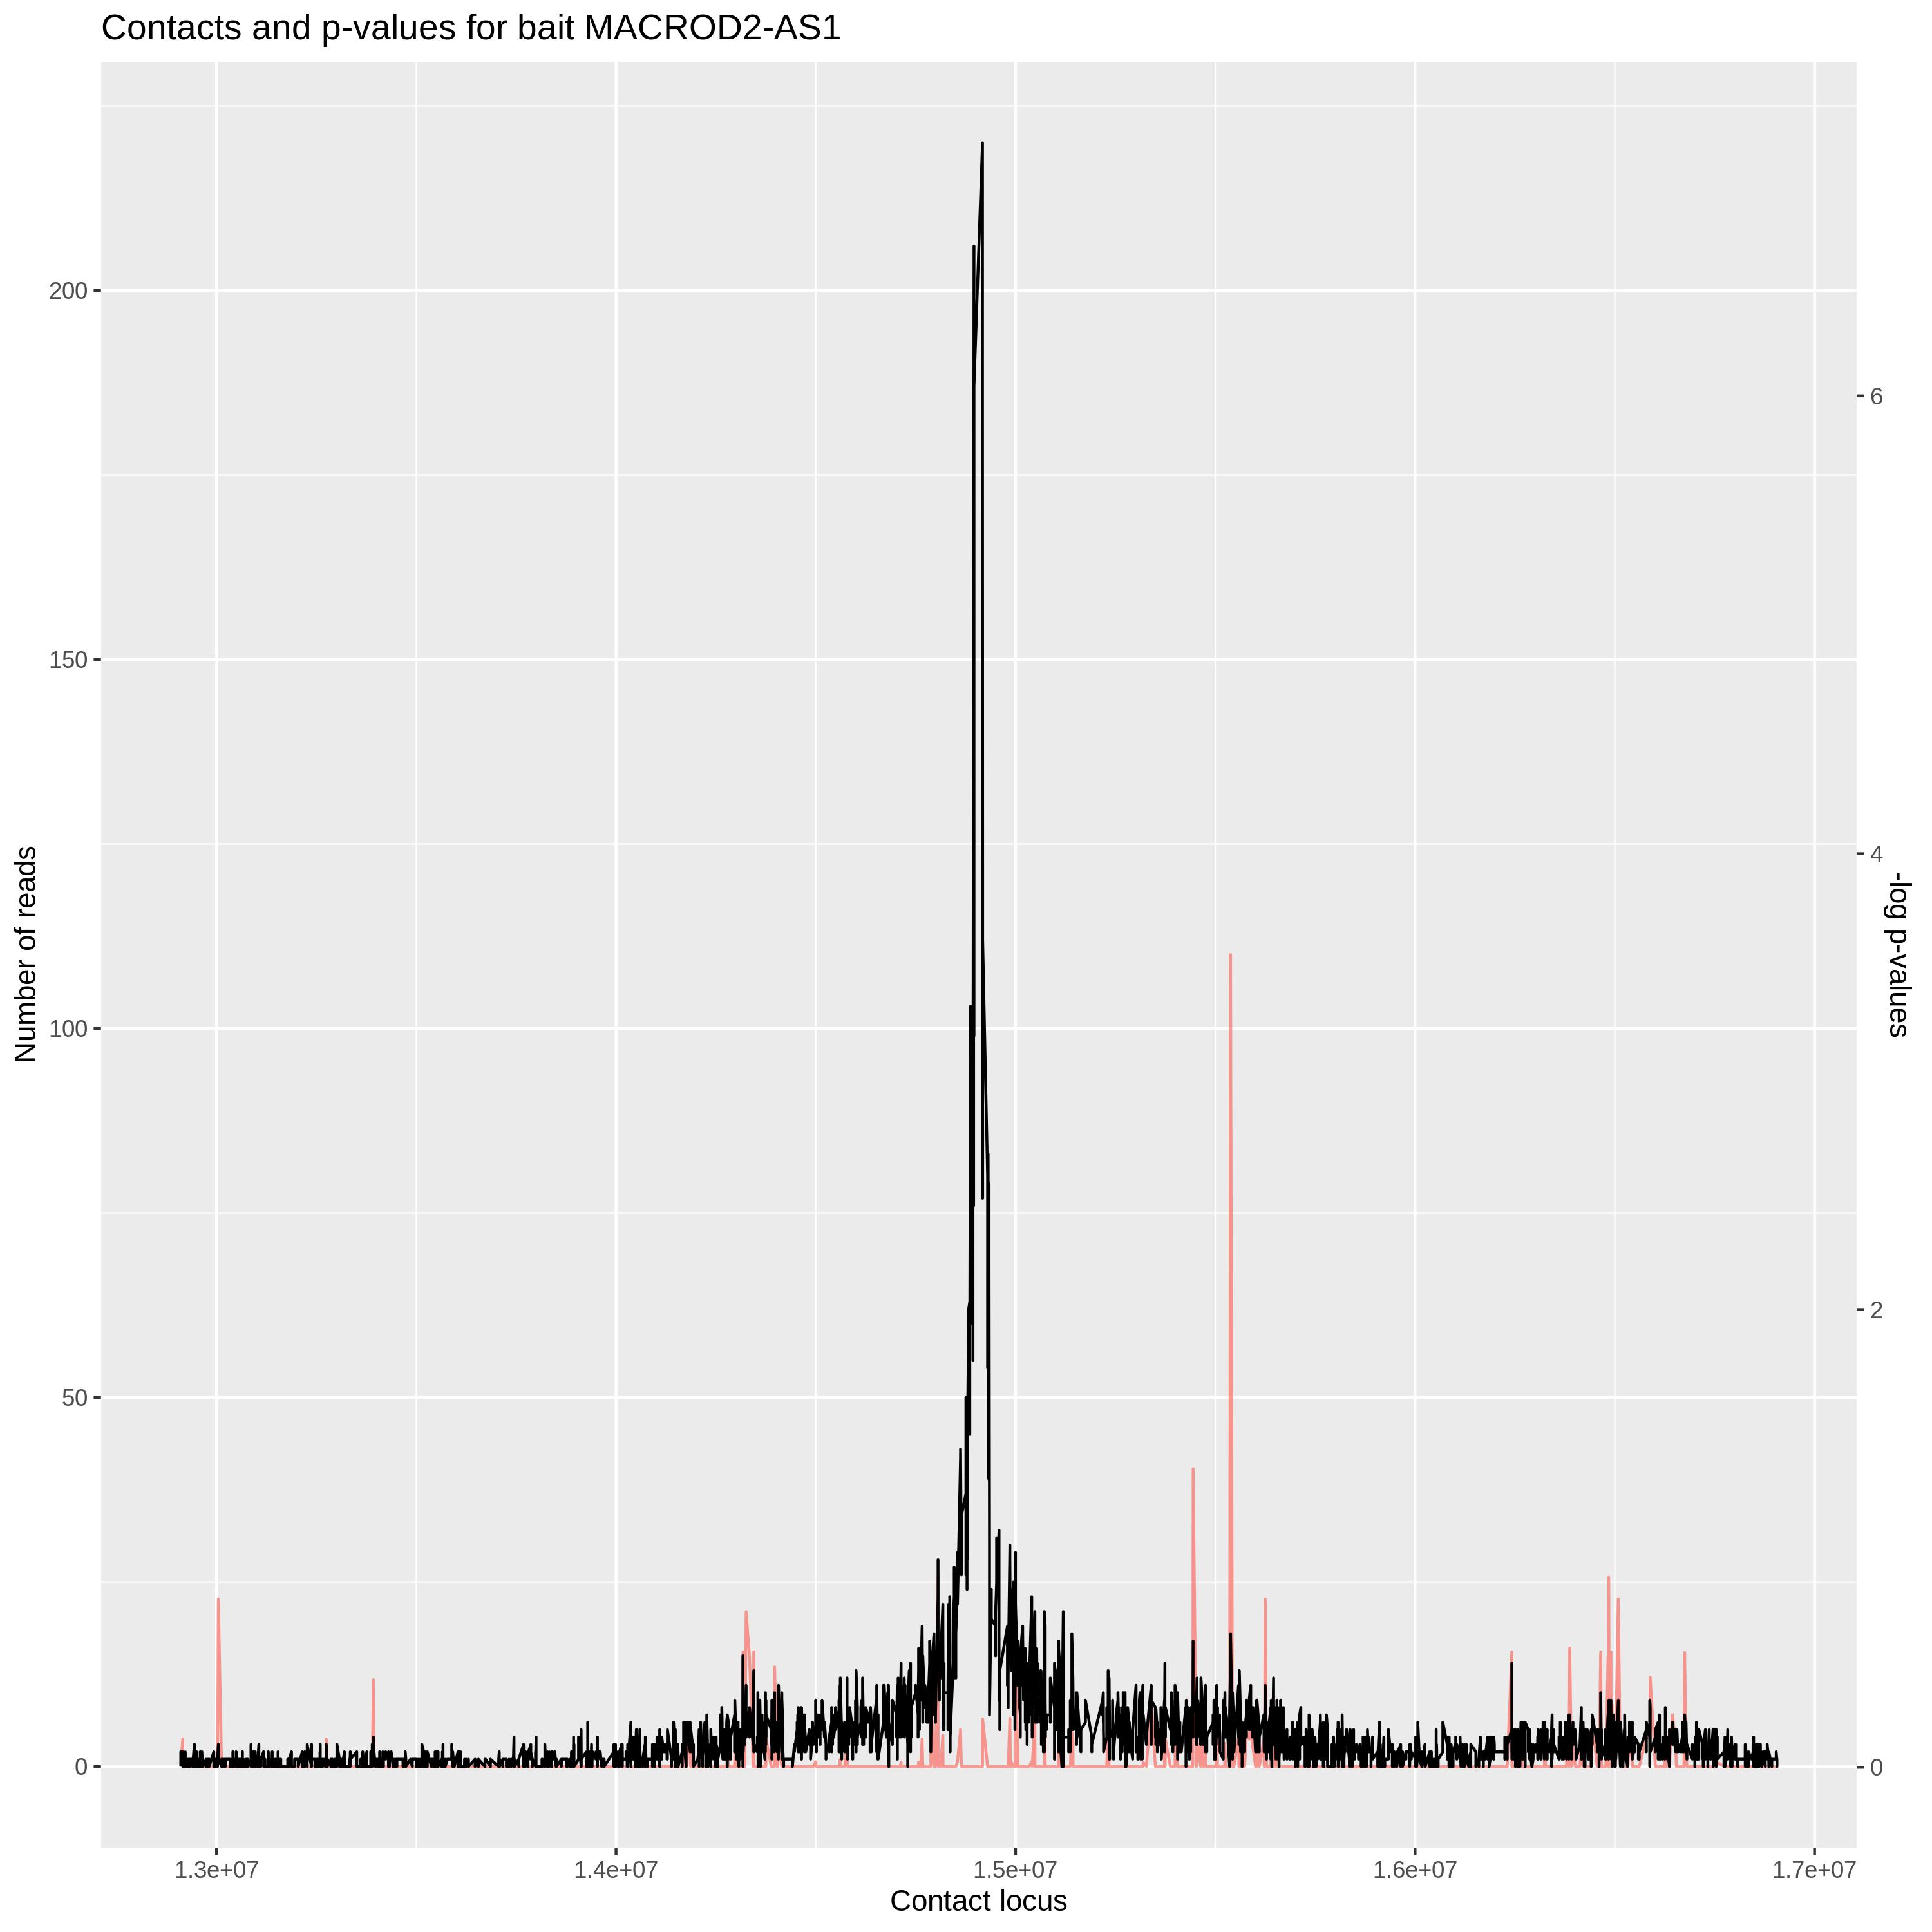 Contacts and p-values for bait MACROD2-AS1
200
150
100
50
0
Number of reads
6
4
2
0
-log p-values
1.3e+07
1.4e+07
1.5e+07
1.6e+07
1.7e+07
Contact locus